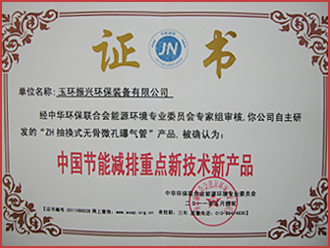 证 书
JN
单位名称:玉环振兴环保装备有限公司
经中华环保联合会能源环境专业委员会专家组审核,你公司自主研
发的“ZH抽换式无骨微孔曝气管”产品,被确认为:
中国节能减排重点新技术新产品
中华环保联合会能源环境专业委员会